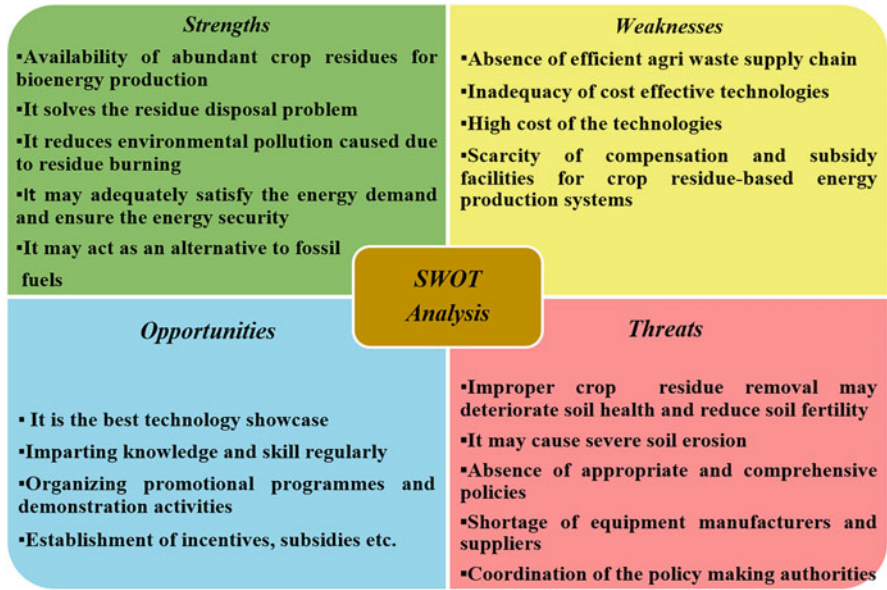 Strengths
▪Availability of abundant crop residues for
bioenergy production
▪It solves the residue disposal problem
▪It reduces environmental pollution caused due
to residue burning
▪It may adequately satisfy the energy demand
and ensure the energy security
▪It may act as an alternative to fossil
fuels
Weaknesses
▪Absence of efficient agri waste supply chain
▪Inadequacy of cost effective technologies
▪High cost of the technologies
▪Scarcity of compensation and subsidy
facilities for crop residue-based energy
production systems
SWOT
Analysis
Opportunities
▪ It is the best technology showcase
▪Imparting knowledge and skill regularly
▪Organizing promotional programmes and
demonstration activities
▪Establishment of incentives, subsidies etc.
Threats
▪Improper crop residue removal may
deteriorate soil health and reduce soil fertility
▪It may cause severe soil erosion
▪Absence of appropriate and comprehensive
policies
▪Shortage of equipment manufacturers and
suppliers
▪Coordination of the policy making authorities